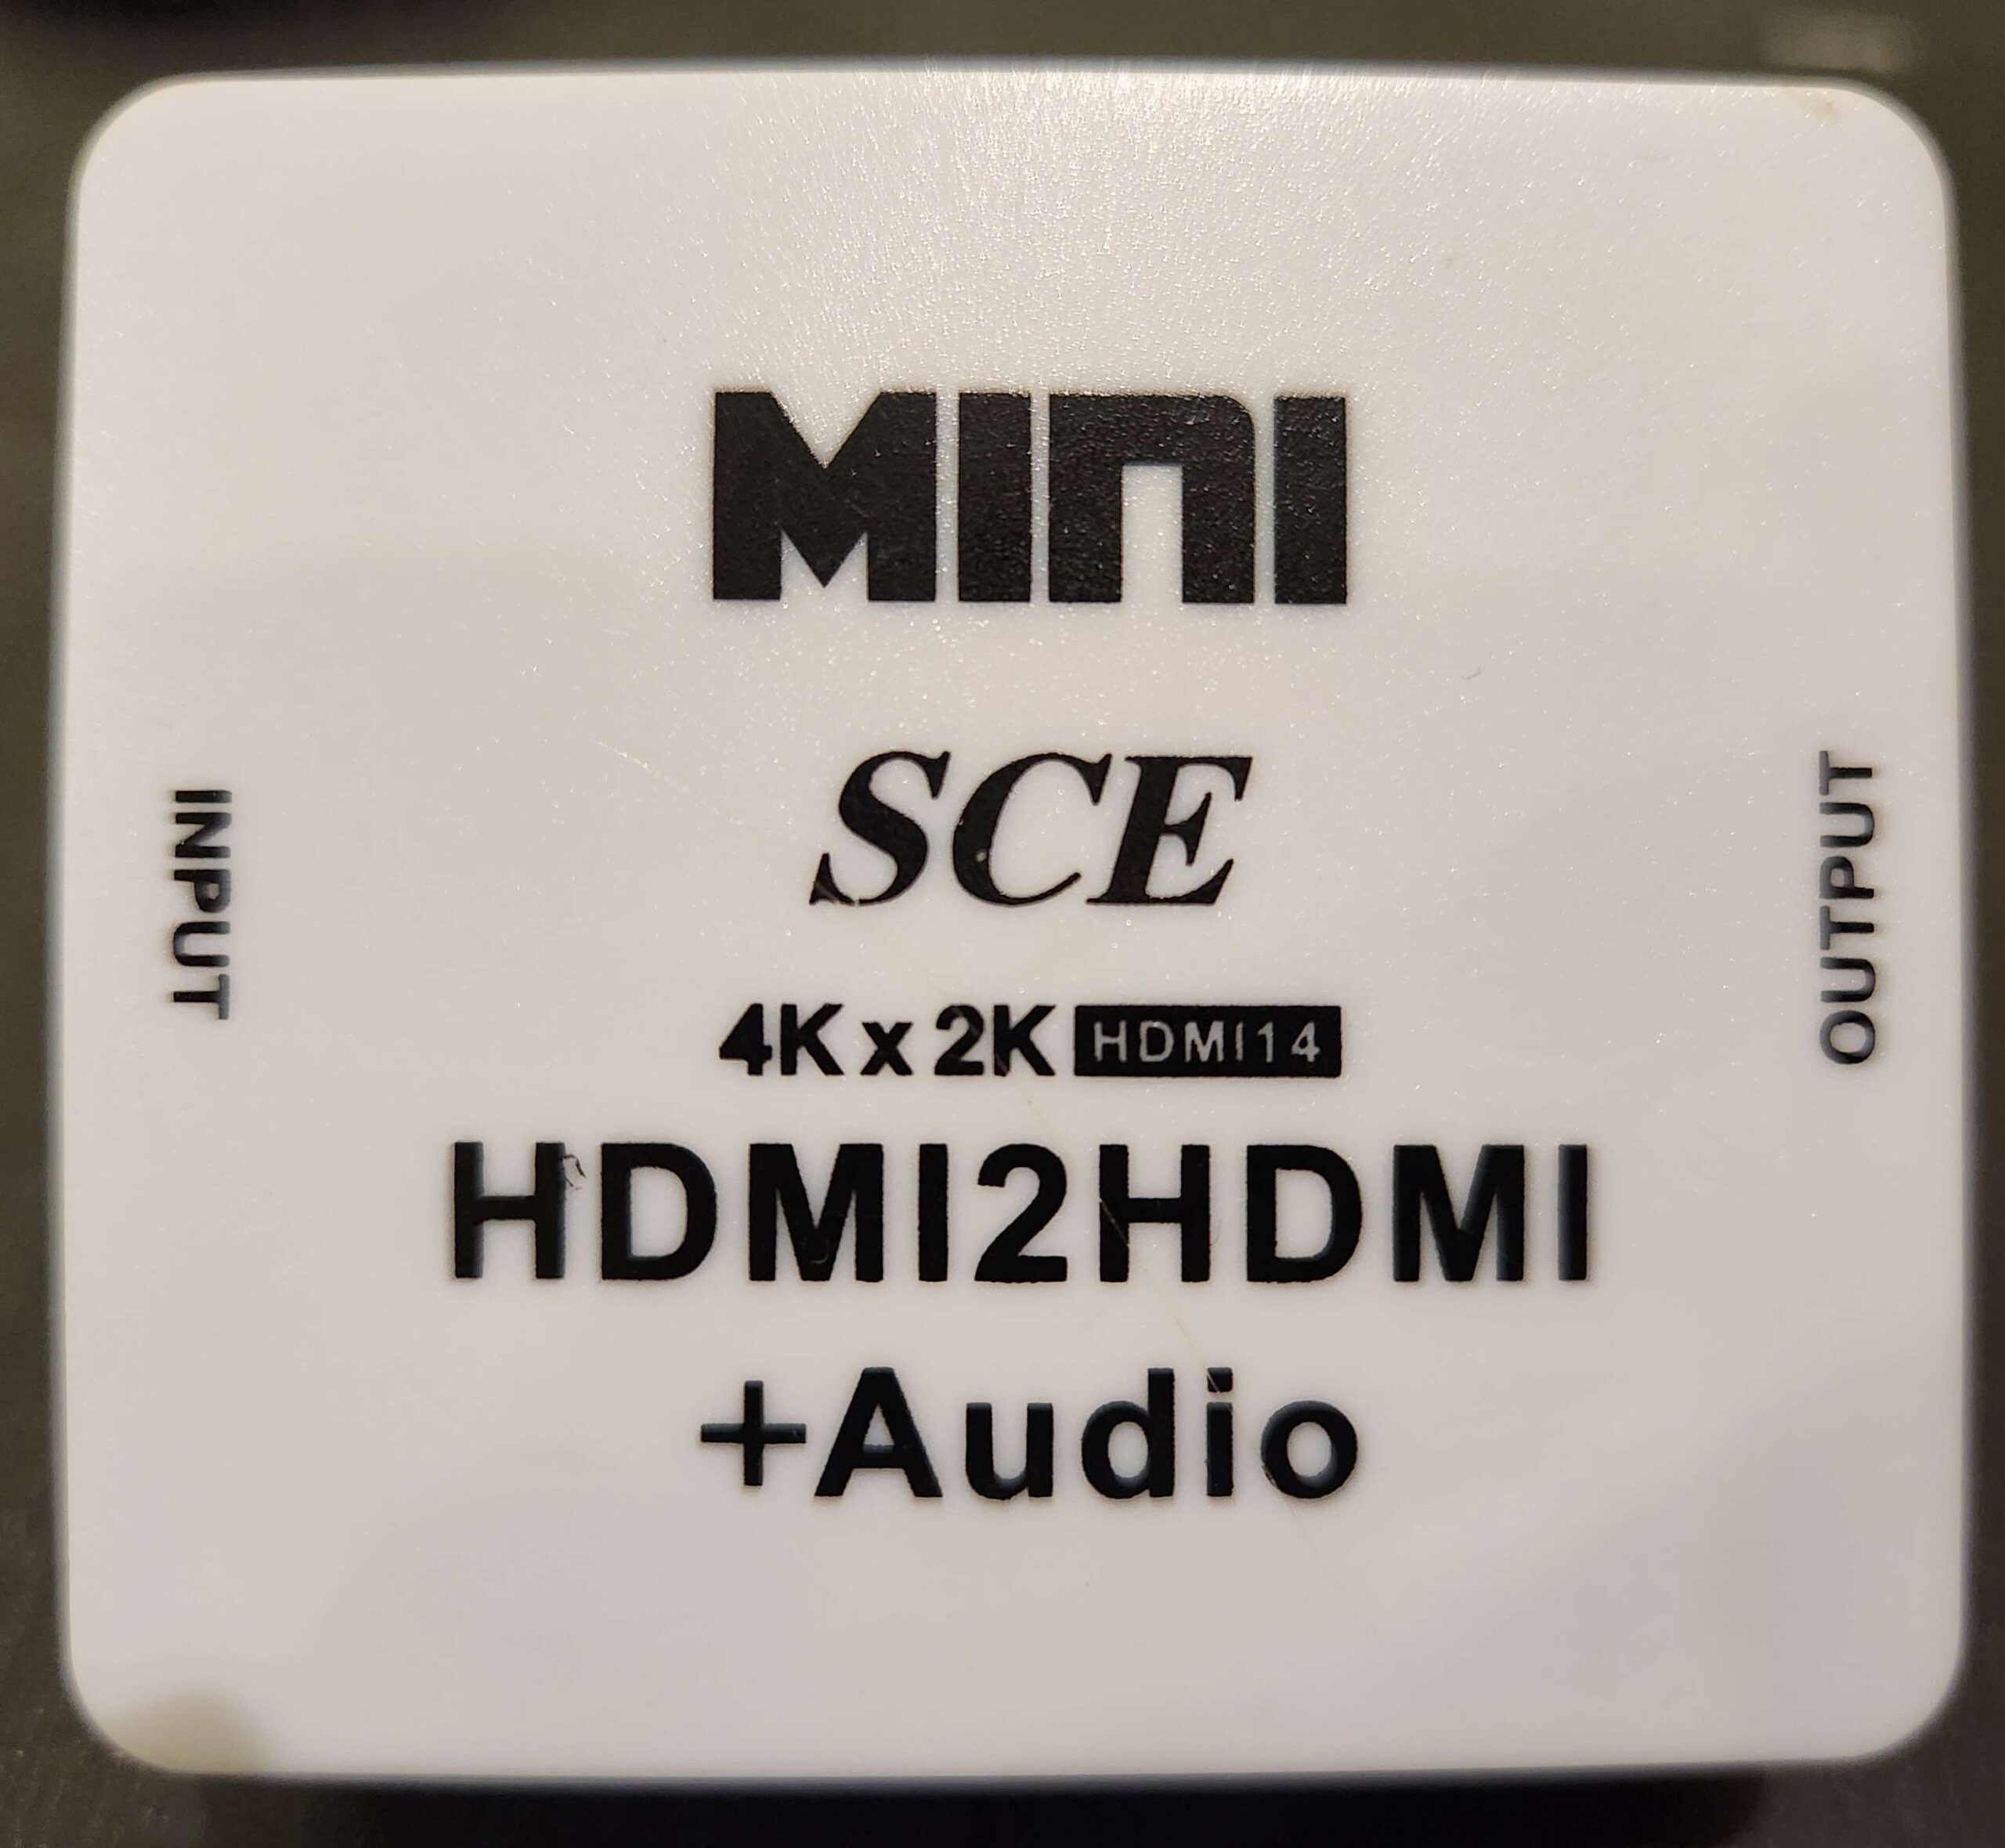 MINI
SCE
INPUT
OUTPUT
4K x 2K HDMI14
HDMI2HDMI
+Audio